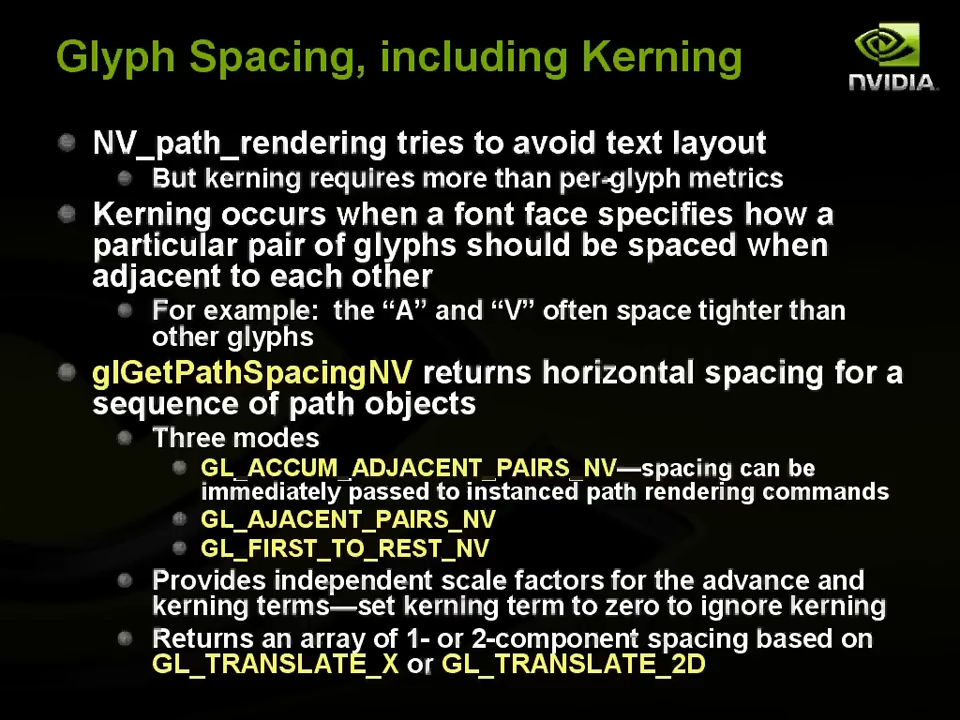 Glyph Spacing, including Kerning
NVIDIA.
NV_path_rendering tries to avoid text layout
But kerning requires more than per-glyph metrics
Kerning occurs when a font face specifies how a
particular pair of glyphs should be spaced when
adjacent to each other
For example:  the “A” and “V” often space tighter than
other glyphs
glGetPathSpacingNV returns horizontal spacing for a
sequence of path objects
Three modes
GL_ACCUM_ADJACENT_PAIRS_NV—spacing can be
immediately passed to instanced path rendering commands
GL_AJACENT_PAIRS_NV
GL_FIRST_TO_REST_NV
Provides independent scale factors for the advance and
kerning terms—set kerning term to zero to ignore kerning
Returns an array of 1- or 2-component spacing based on
GL_TRANSLATE_X or GL_TRANSLATE_2D